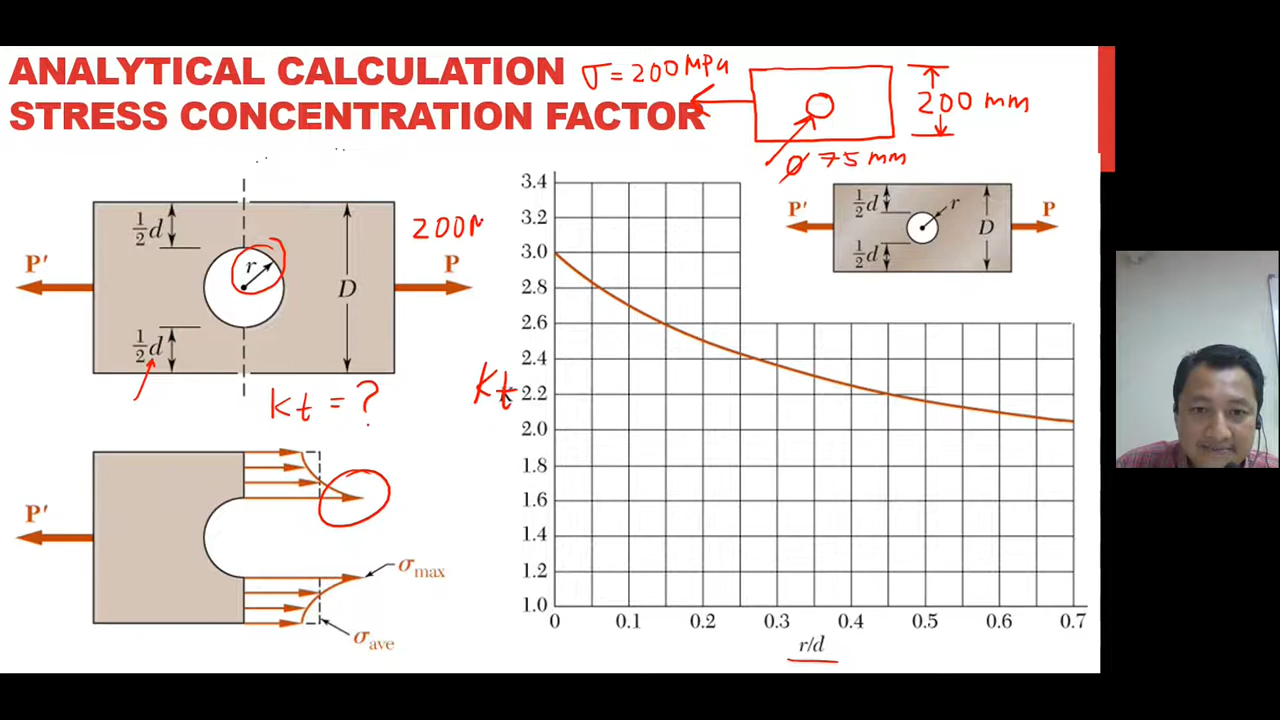 ANALYTICAL CALCULATION
STRESS CONCENTRATION FACTOR
σ = 200 MPa
200 mm
Ø 75 mm
1/2 d
r
P'
P
D
1/2 d
200M
Kt = ?
P'
σmax
σave
3.4
3.2
3.0
2.8
2.6
2.4
2.2
2.0
1.8
1.6
1.4
1.2
1.0
Kt
0 0.1 0.2 0.3 0.4 0.5 0.6 0.7
r/d
P'
1/2 d
r
D
P
1/2 d